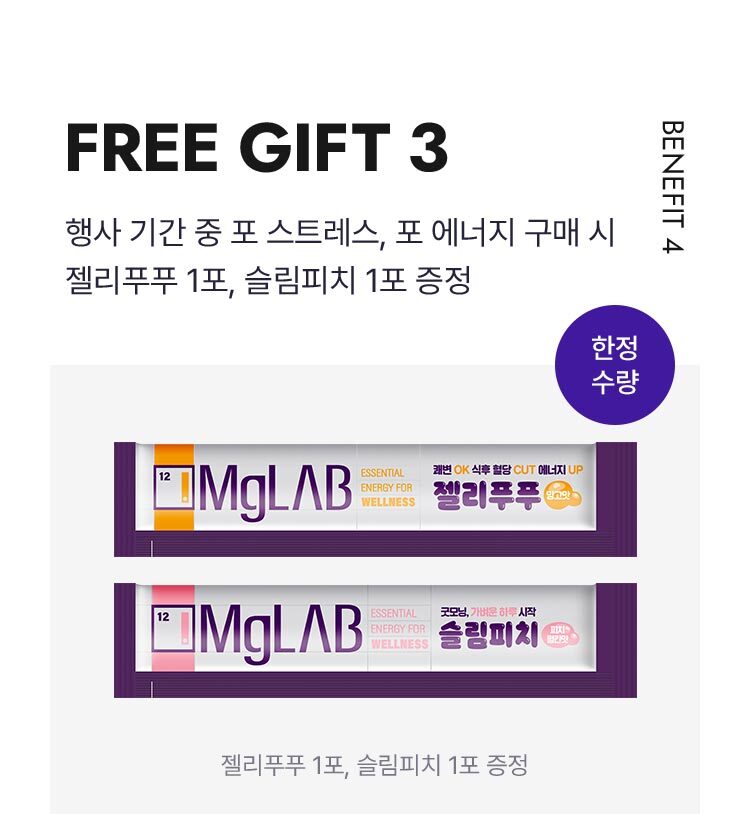 FREE GIFT 3
BENEFIT 4
행사 기간 중 포 스트레스, 포 에너지 구매 시
젤리푸푸 1포, 슬림피치 1포 증정
한정
수량
12
MgLAB
ESSENTIAL
ENERGY FOR
WELLNESS
쾌변 OK 식후 혈당 CUT 에너지 UP
젤리푸푸
망고맛
12
MgLAB
ESSENTIAL
ENERGY FOR
WELLNESS
굿모닝, 가벼운 하루 시작
슬림피치
피치
젤리맛
젤리푸푸 1포, 슬림피치 1포 증정